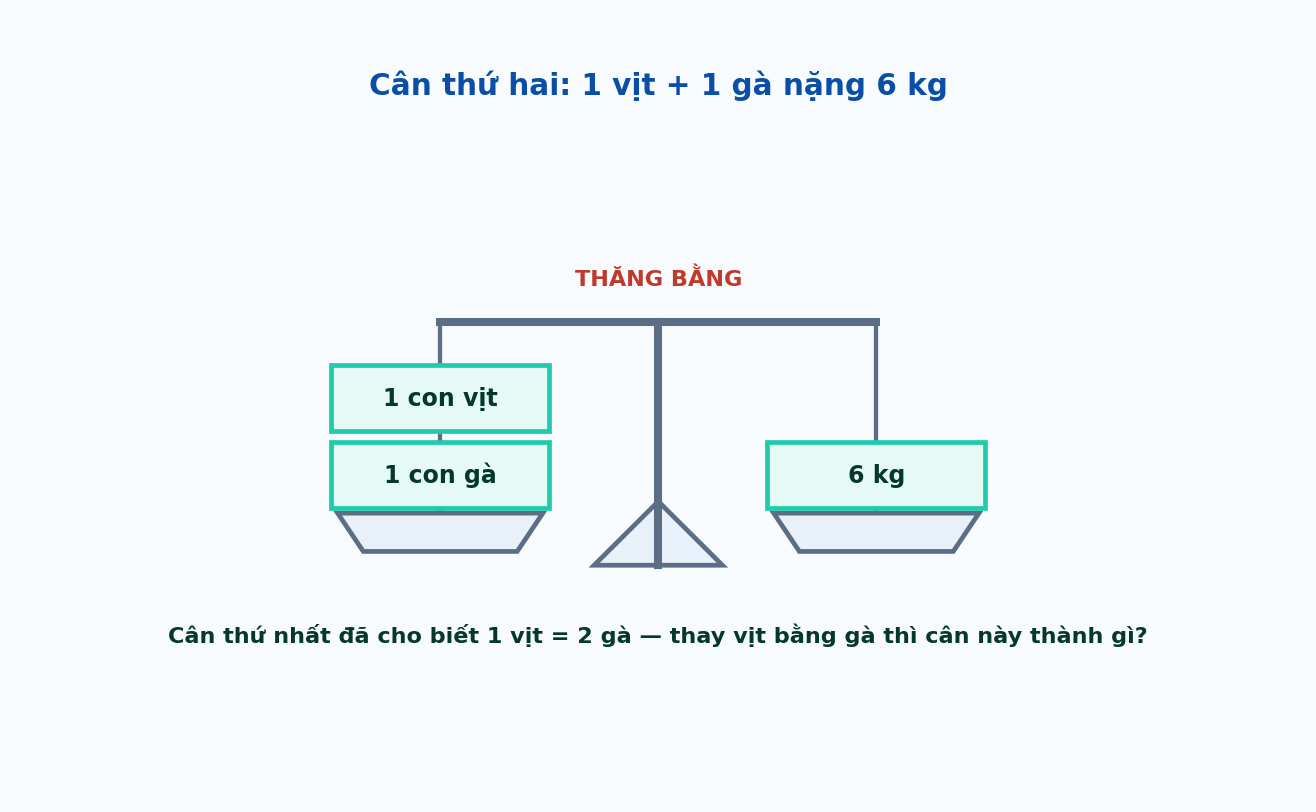 Cân thứ hai: 1 vịt + 1 gà nặng 6 kg
THĂNG BẰNG
1 con vịt
1 con gà
6 kg
Cân thứ nhất đã cho biết 1 vịt = 2 gà — thay vịt bằng gà thì cân này thành gì?